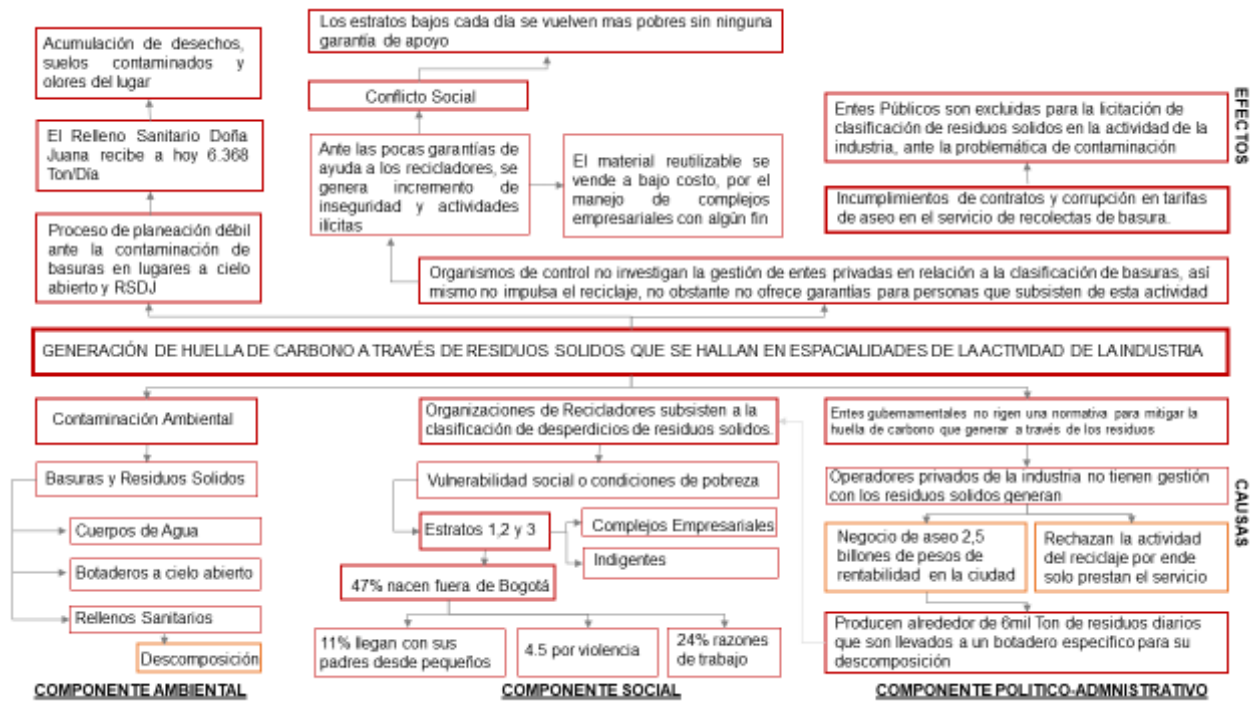 Los estratos bajos cada día se vuelven mas pobres sin ninguna
garantía de apoyo
Acumulación de desechos,
suelos contaminados y
olores del lugar
Conflicto Social
El Relleno Sanitario Doña
Juana recibe a hoy 6.368
Ton/Día
Ante las pocas garantías de
ayuda a los recicladores, se
genera incremento de
inseguridad y actividades
ilícitas
El material reutilizable se
vende a bajo costo, por el
manejo de complejos
empresariales con algún fin
Entes Públicos son excluidas para la licitación de
clasificación de residuos solidos en la actividad de la
industria, ante la problemática de contaminación
EFECTOS
Incumplimientos de contratos y corrupción en tarifas
de aseo en el servicio de recolectas de basura.
Proceso de planeación débil
ante la contaminación de
basuras en lugares a cielo
abierto y RSDJ
Organismos de control no investigan la gestión de entes privadas en relación a la clasificación de basuras, así
mismo no impulsa el reciclaje, no obstante no ofrece garantías para personas que subsisten de esta actividad
GENERACIÓN DE HUELLA DE CARBONO A TRAVÉS DE RESIDUOS SOLIDOS QUE SE HALLAN EN ESPACIALIDADES DE LA ACTIVIDAD DE LA INDUSTRIA
Contaminación Ambiental
Basuras y Residuos Solidos
Cuerpos de Agua
Botaderos a cielo abierto
Rellenos Sanitarios
Descomposición
COMPONENTE AMBIENTAL
Organizaciones de Recicladores subsisten a la
clasificación de desperdicios de residuos solidos.
Vulnerabilidad social o condiciones de pobreza
Estratos 1,2 y 3
Complejos Empresariales
Indigentes
47% nacen fuera de Bogotá
11% llegan con sus
padres desde pequeños
4.5 por violencia
24% razones
de trabajo
COMPONENTE SOCIAL
Entes gubernamentales no rigen una normativa para mitigar la
huella de carbono que generar a través de los residuos
Operadores privados de la industria no tienen gestión
con los residuos solidos generan
CAUSAS
Negocio de aseo 2,5
billones de pesos de
rentabilidad en la ciudad
Rechazan la actividad
del reciclaje por ende
solo prestan el servicio
Producen alrededor de 6mil Ton de residuos diarios
que son llevados a un botadero específico para su
descomposición
COMPONENTE POLITICO-ADMNISTRATIVO